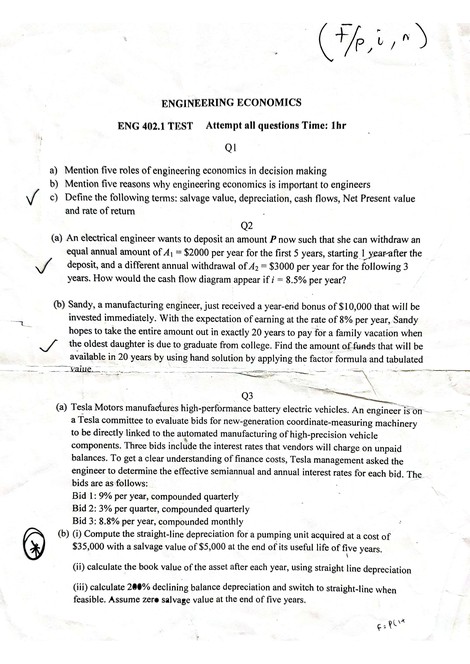 (F/P, i, n)
ENGINEERING ECONOMICS
ENG 402.1 TEST Attempt all questions Time: 1hr
Q1
a) Mention five roles of engineering economics in decision making
b) Mention five reasons why engineering economics is important to engineers
c) Define the following terms: salvage value, depreciation, cash flows, Net Present value
and rate of return
Q2
(a) An electrical engineer wants to deposit an amount P now such that she can withdraw an
equal annual amount of A₁ = $2000 per year for the first 5 years, starting 1 year after the
deposit, and a different annual withdrawal of A₂ = $3000 per year for the following 3
years. How would the cash flow diagram appear if i = 8.5% per year?
(b) Sandy, a manufacturing engineer, just received a year-end bonus of $10,000 that will be
invested immediately. With the expectation of earning at the rate of 8% per year, Sandy
hopes to take the entire amount out in exactly 20 years to pay for a family vacation when
the oldest daughter is due to graduate from college. Find the amount of funds that will be
available in 20 years by using hand solution by applying the factor formula and tabulated
value.
Q3
(a) Tesla Motors manufactures high-performance battery electric vehicles. An engineer is on
a Tesla committee to evaluate bids for new-generation coordinate-measuring machinery
to be directly linked to the automated manufacturing of high-precision vehicle
components. Three bids include the interest rates that vendors will charge on unpaid
balances. To get a clear understanding of finance costs, Tesla management asked the
engineer to determine the effective semiannual and annual interest rates for each bid. The
bids are as follows:
Bid 1: 9% per year, compounded quarterly
Bid 2: 3% per quarter, compounded quarterly
Bid 3: 8.8% per year, compounded monthly
(b) (i) Compute the straight-line depreciation for a pumping unit acquired at a cost of
$35,000 with a salvage value of $5,000 at the end of its useful life of five years.
(ii) calculate the book value of the asset after each year, using straight line depreciation
(iii) calculate 200% declining balance depreciation and switch to straight-line when
feasible. Assume zero salvage value at the end of five years.
F = P(1+